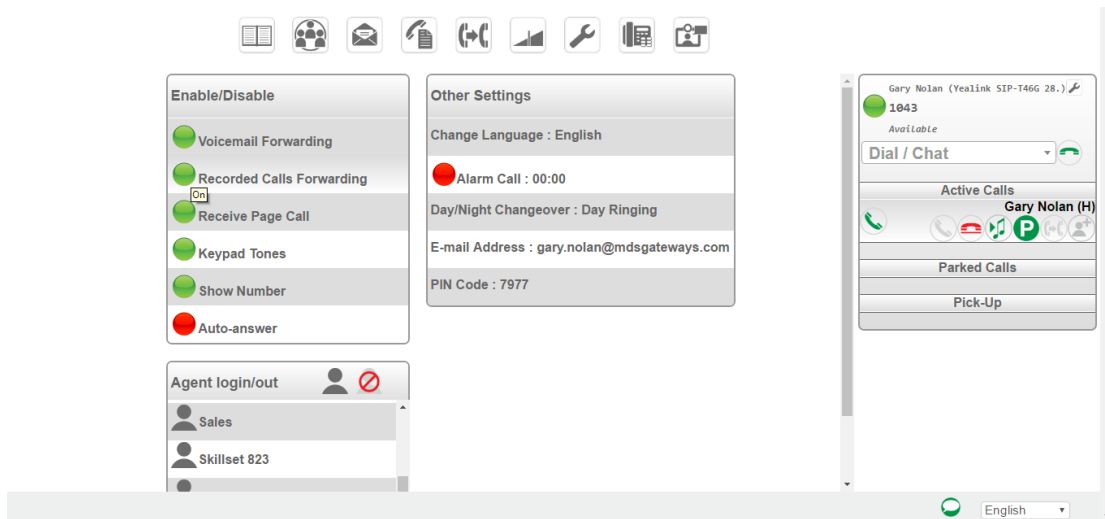 Enable/Disable
Voicemail Forwarding
Recorded Calls Forwarding
On
Receive Page Call
Keypad Tones
Show Number
Auto-answer
Agent login/out
Sales
Skillset 823
Other Settings
Change Language : English
Alarm Call : 00:00
Day/Night Changeover : Day Ringing
E-mail Address : gary.nolan@mdsgateways.com
PIN Code : 7977
Gary Nolan (Yealink SIP-T46G 28.)
1043
Available
Dial / Chat
Active Calls
Gary Nolan (H)
P
Parked Calls
Pick-Up
English